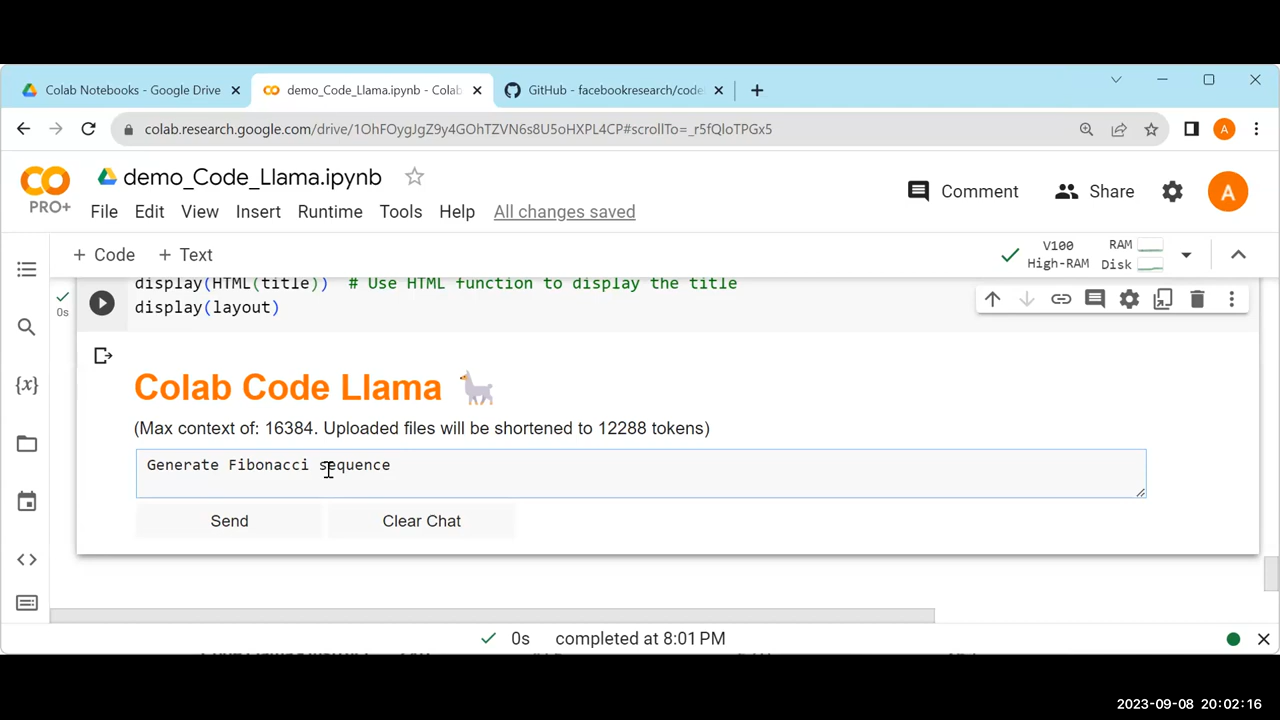 Colab Notebooks - Google Drive
demo_Code_Llama.ipynb - Colab
GitHub - facebookresearch/codel
colab.research.google.com/drive/1OhFOygJgZ9y4GOhTZVN6s8U5oHXPL4CP#scrollTo=_r5fQIoTPGx5
A
CO
PRO+
demo_Code_Llama.ipynb
File Edit View Insert Runtime Tools Help All changes saved
Comment
Share
A
+ Code + Text
V100
High-RAM
RAM
Disk
display(HTML(title)) # Use HTML function to display the title
display(layout)
0s
{x}
Colab Code Llama
(Max context of: 16384. Uploaded files will be shortened to 12288 tokens)
Generate Fibonacci sequence
Send
Clear Chat
0s completed at 8:01 PM
2023-09-08 20:02:16